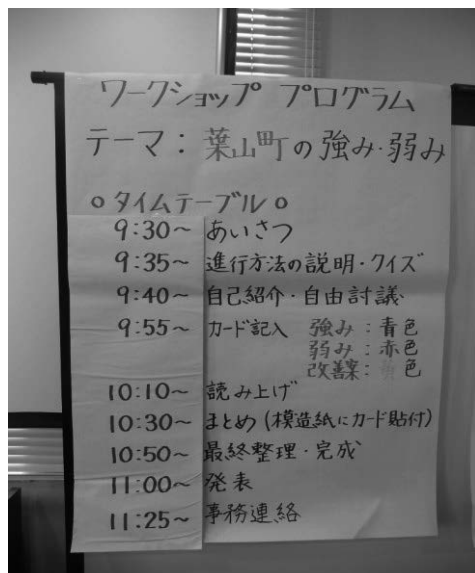 ワークショップ プログラム
テーマ：葉山町の強み・弱み
○タイムテーブル○
9:30～ あいさつ
9:35～ 進行方法の説明・クイズ
9:40～ 自己紹介・自由討議
9:55～ カード記入 強み：青色
弱み：赤色
改善案： 色
10:10～ 読み上げ
10:30～ まとめ(模造紙にカード貼付)
10:50～ 最終整理・完成
11:00～ 発表
11:25～ 事務連絡